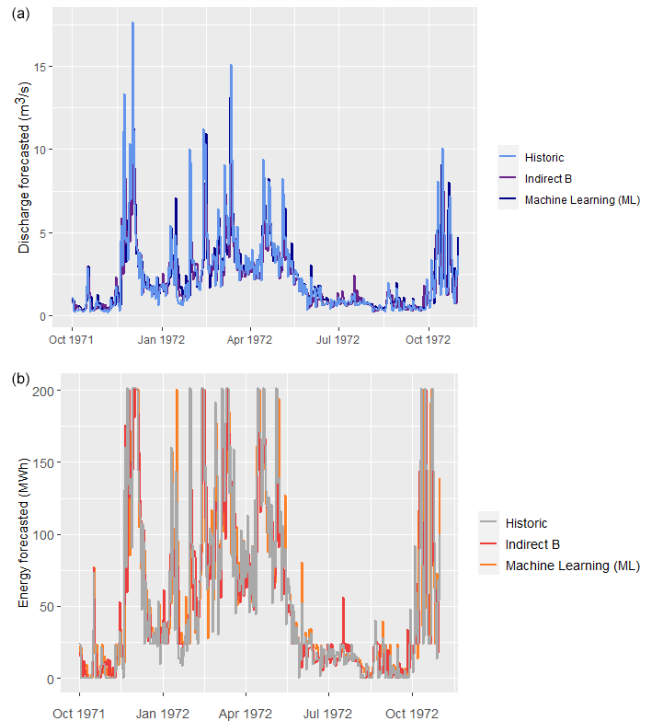 (a)
Discharge forecasted (m³/s)
15
10
5
0
Oct 1971
Jan 1972
Apr 1972
Jul 1972
Oct 1972
Historic
Indirect B
Machine Learning (ML)
(b)
Energy forecasted (MWh)
200
150
100
50
0
Oct 1971
Jan 1972
Apr 1972
Jul 1972
Oct 1972
Historic
Indirect B
Machine Learning (ML)